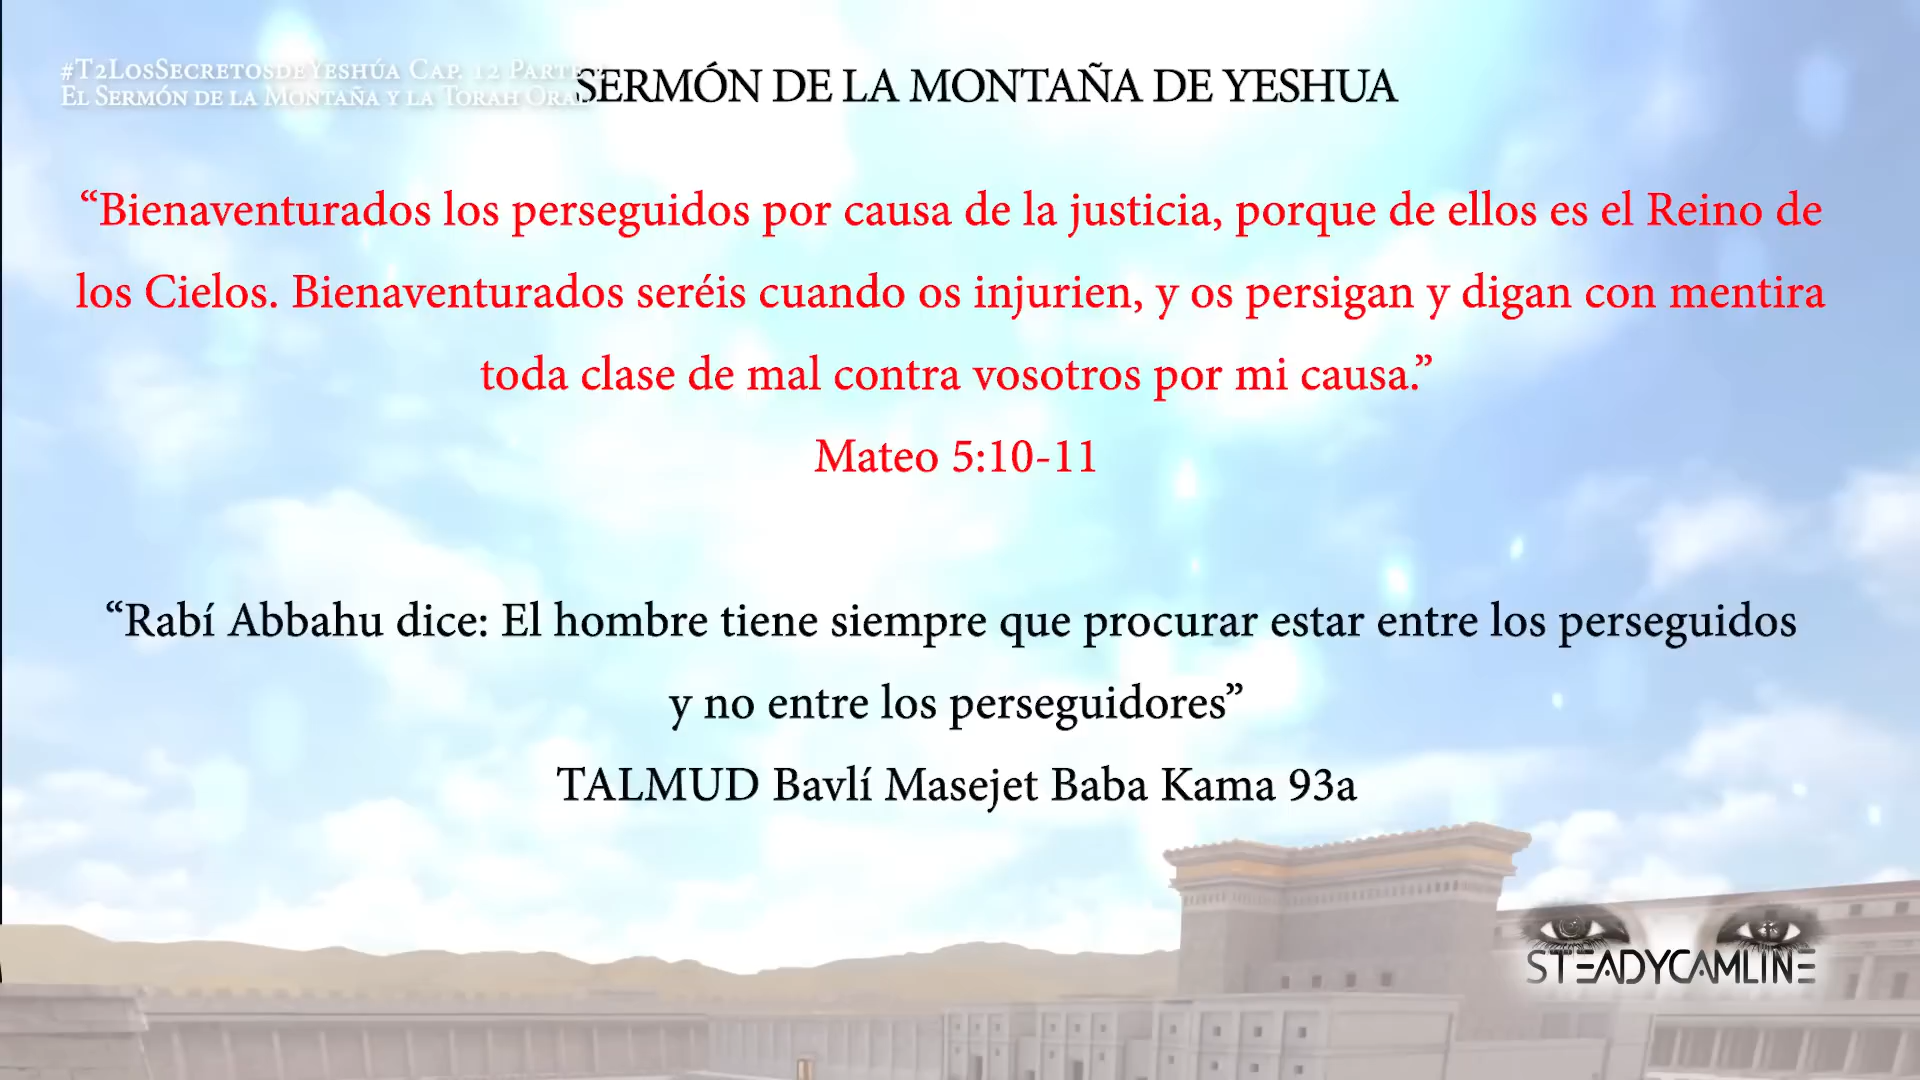 #T2LosSecretosdeYeshúa Cap. 12 Parte
El Sermón de la Montaña y la Torah Oral
SERMÓN DE LA MONTAÑA DE YESHUA
“Bienaventurados los perseguidos por causa de la justicia, porque de ellos es el Reino de
los Cielos. Bienaventurados seréis cuando os injurien, y os persigan y digan con mentira
toda clase de mal contra vosotros por mi causa.”
Mateo 5:10-11
“Rabí Abbahu dice: El hombre tiene siempre que procurar estar entre los perseguidos
y no entre los perseguidores”
TALMUD Bavlí Masejet Baba Kama 93a
STEADYCAMLINE